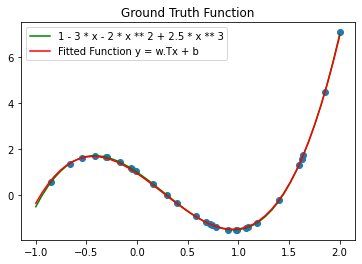 Ground Truth Function
1 - 3 * x - 2 * x ** 2 + 2.5 * x ** 3
Fitted Function y = w.Tx + b
6
4
2
0
−1.0 −0.5 0.0 0.5 1.0 1.5 2.0